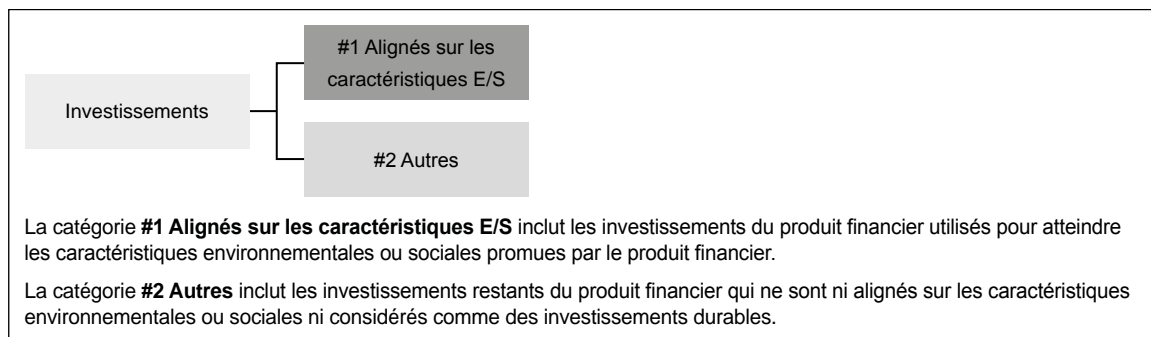 #1 Alignés sur les
caractéristiques E/S
Investissements
#2 Autres
La catégorie #1 Alignés sur les caractéristiques E/S inclut les investissements du produit financier utilisés pour atteindre
les caractéristiques environnementales ou sociales promues par le produit financier.
La catégorie #2 Autres inclut les investissements restants du produit financier qui ne sont ni alignés sur les caractéristiques
environnementales ou sociales ni considérés comme des investissements durables.